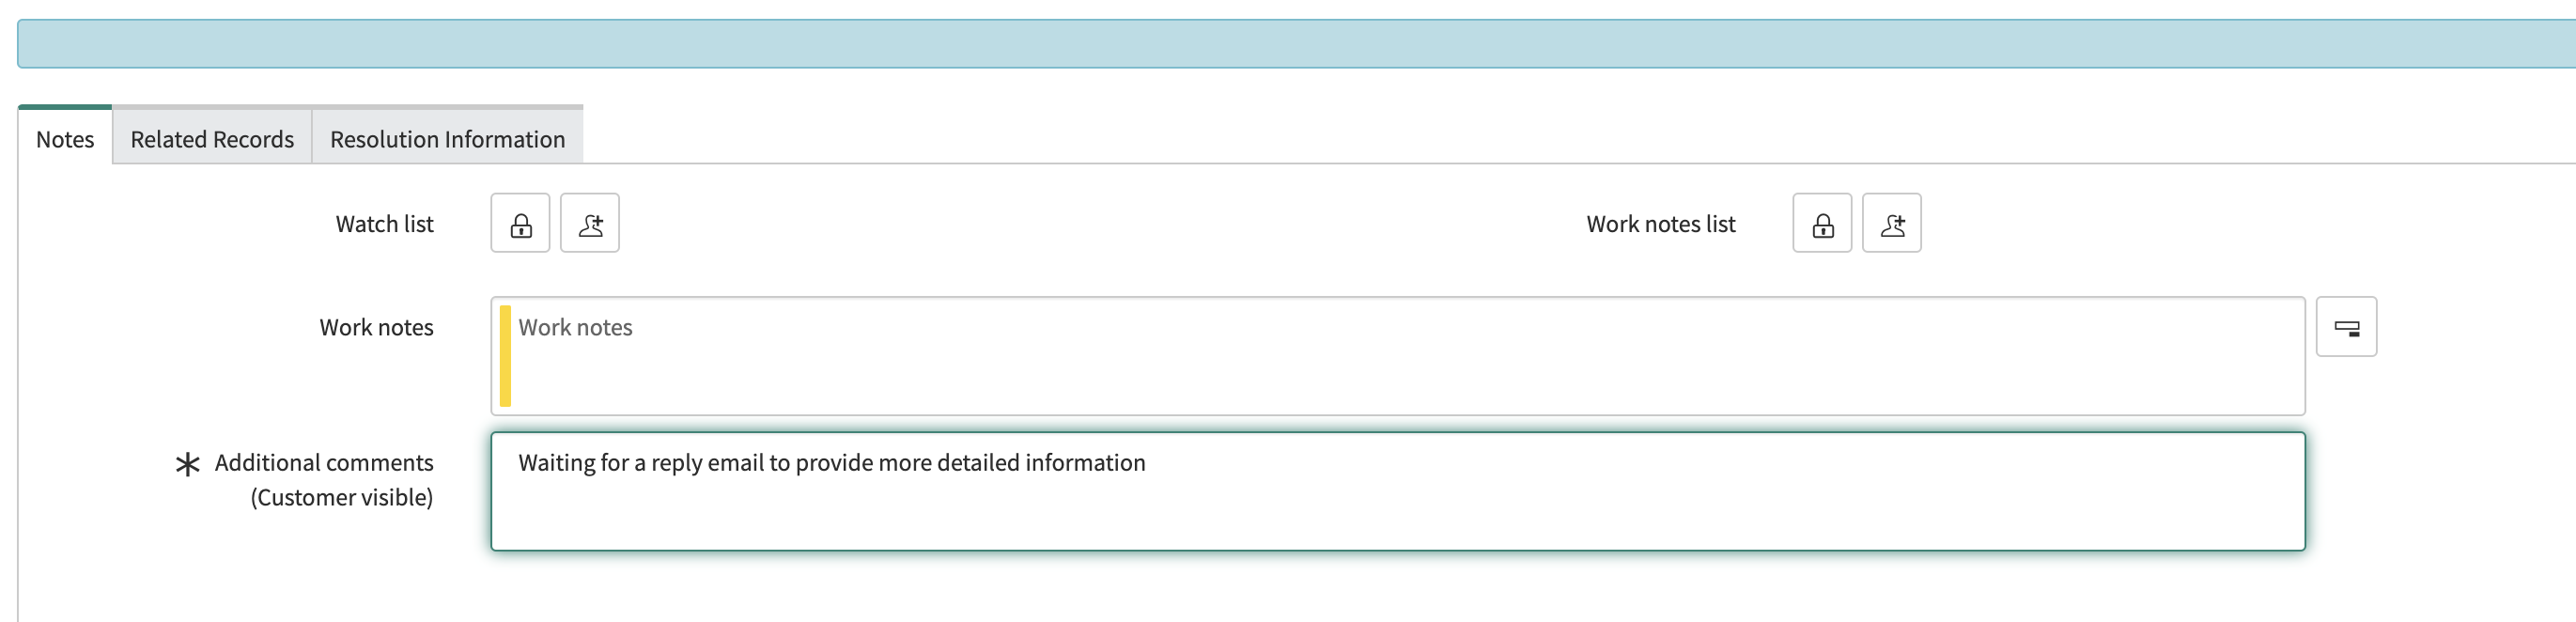 Notes
Related Records
Resolution Information
Watch list
Work notes list
Work notes
Work notes
Additional comments
(Customer visible)
Waiting for a reply email to provide more detailed information